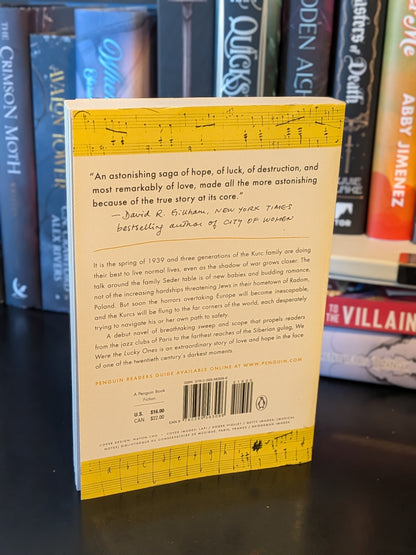 THE CRIMSON MOTH
AVALON TOWER
C.N. CRAWFORD
ALEX RIVERS
QUICKS
DDEN
ABBY JIMENEZ
TO THE VILLAIN
"An astonishing saga of hope, of luck, of destruction, and
most remarkably of love, made all the more astonishing
because of the true story at its core."
—David R. Gillham, NEW YORK TIMES
bestselling author of CITY OF WOMEN
It is the spring of 1939 and three generations of the Kurc family are doing
their best to live normal lives, even as the shadow of war grows closer. The
talk around the family Seder table is of new babies and budding romance,
not of the increasing hardships threatening Jews in their hometown of Radom,
Poland. But soon the horrors overtaking Europe will become inescapable,
and the Kurcs will be flung to the far corners of the world, each desperately
trying to navigate his or her own path to safety.
A debut novel of breathtaking sweep and scope that propels readers
from the jazz clubs of Paris to the farthest reaches of the Siberian gulag, We
Were the Lucky Ones is an extraordinary story of love and hope in the face
of one of the twentieth century's darkest moments.
PENGUIN READERS GUIDE AVAILABLE ONLINE AT WWW.PENGUIN.COM
A Penguin Book
Fiction
U.S. $16.00
CAN. $22.00